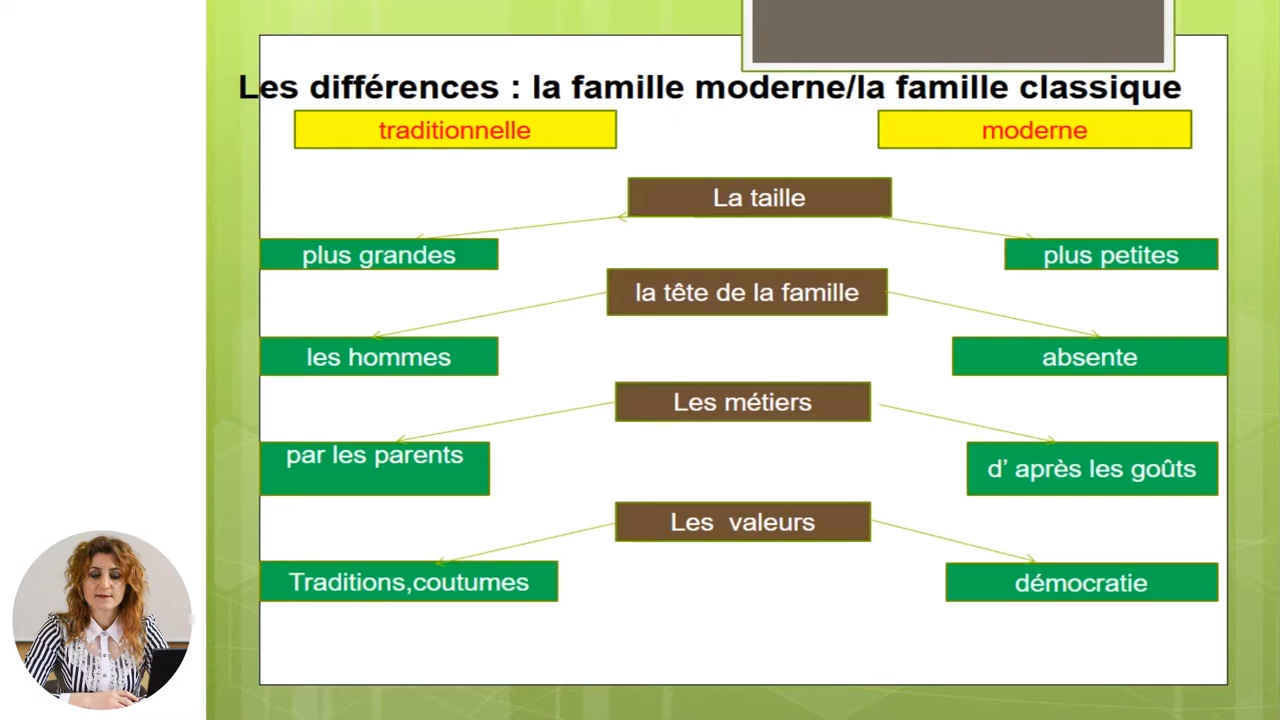 Les différences : la famille moderne/la famille classique
traditionnelle
moderne
La taille
plus grandes
plus petites
la tête de la famille
les hommes
absente
Les métiers
par les parents
d’ après les goûts
Les  valeurs
Traditions,coutumes
démocratie